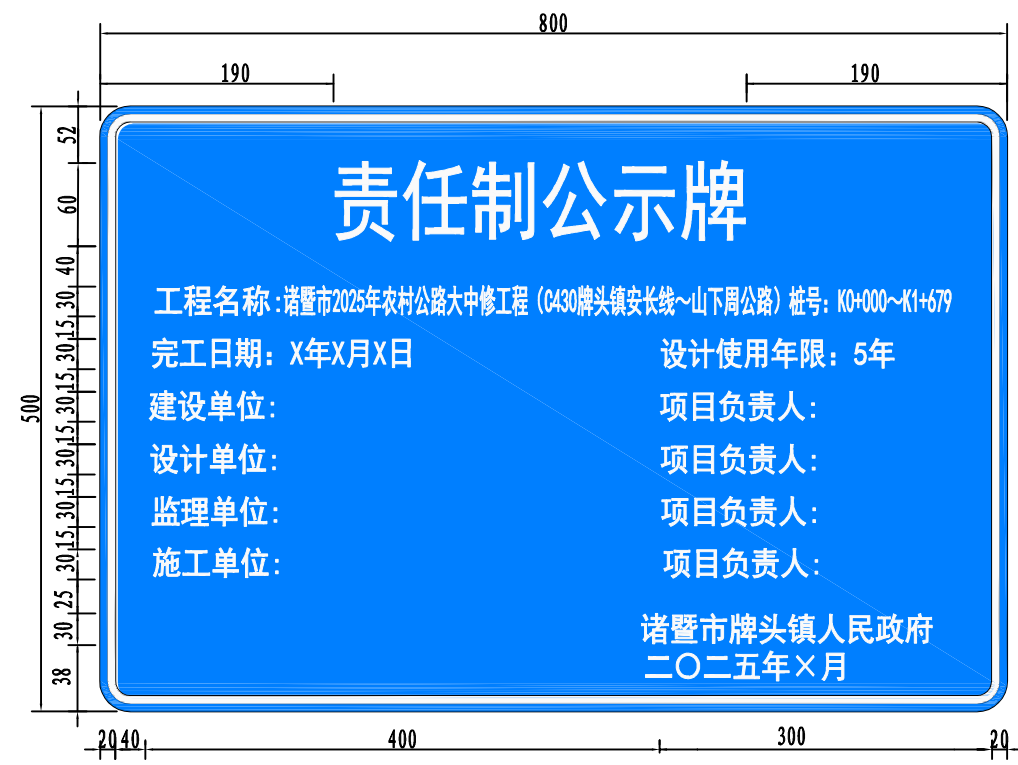 800
190 190
52
责任制公示牌
60
40
工程名称:诸暨市2025年农村公路大中修工程（C430牌头镇安长线～山下周公路）桩号：K0+000～K1+679
30
15
完工日期：X年X月X日 设计使用年限：5年
30
15
建设单位: 项目负责人:
30
500
15
设计单位: 项目负责人:
30
15
监理单位: 项目负责人:
30
15
施工单位: 项目负责人:
30
25
诸暨市牌头镇人民政府
30
二〇二五年×月
38
20 40 400 300 20